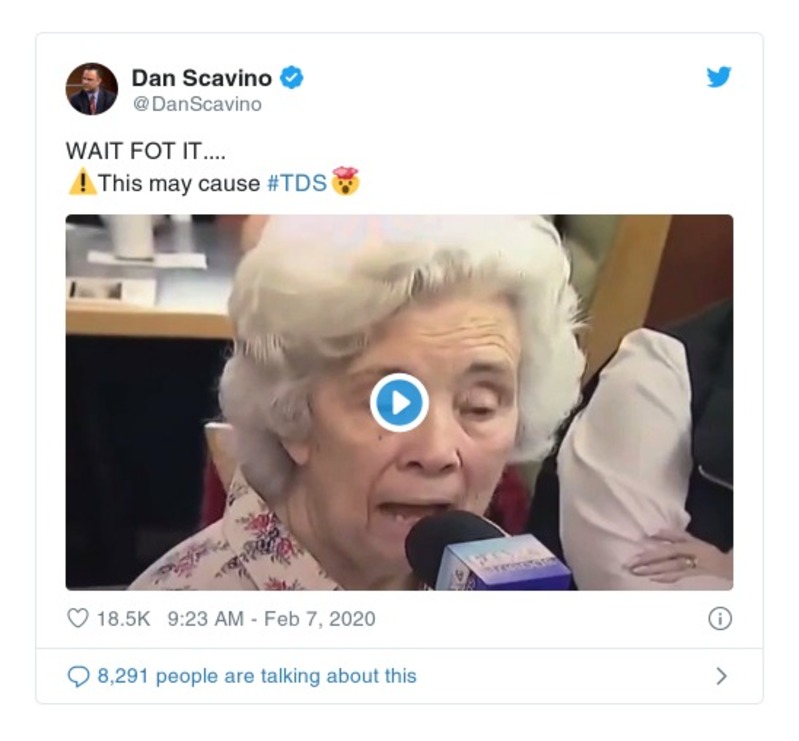 Dan Scavino
@DanScavino
WAIT FOT IT....
⚠️This may cause #TDS🤯
18.5K 9:23 AM - Feb 7, 2020
8,291 people are talking about this